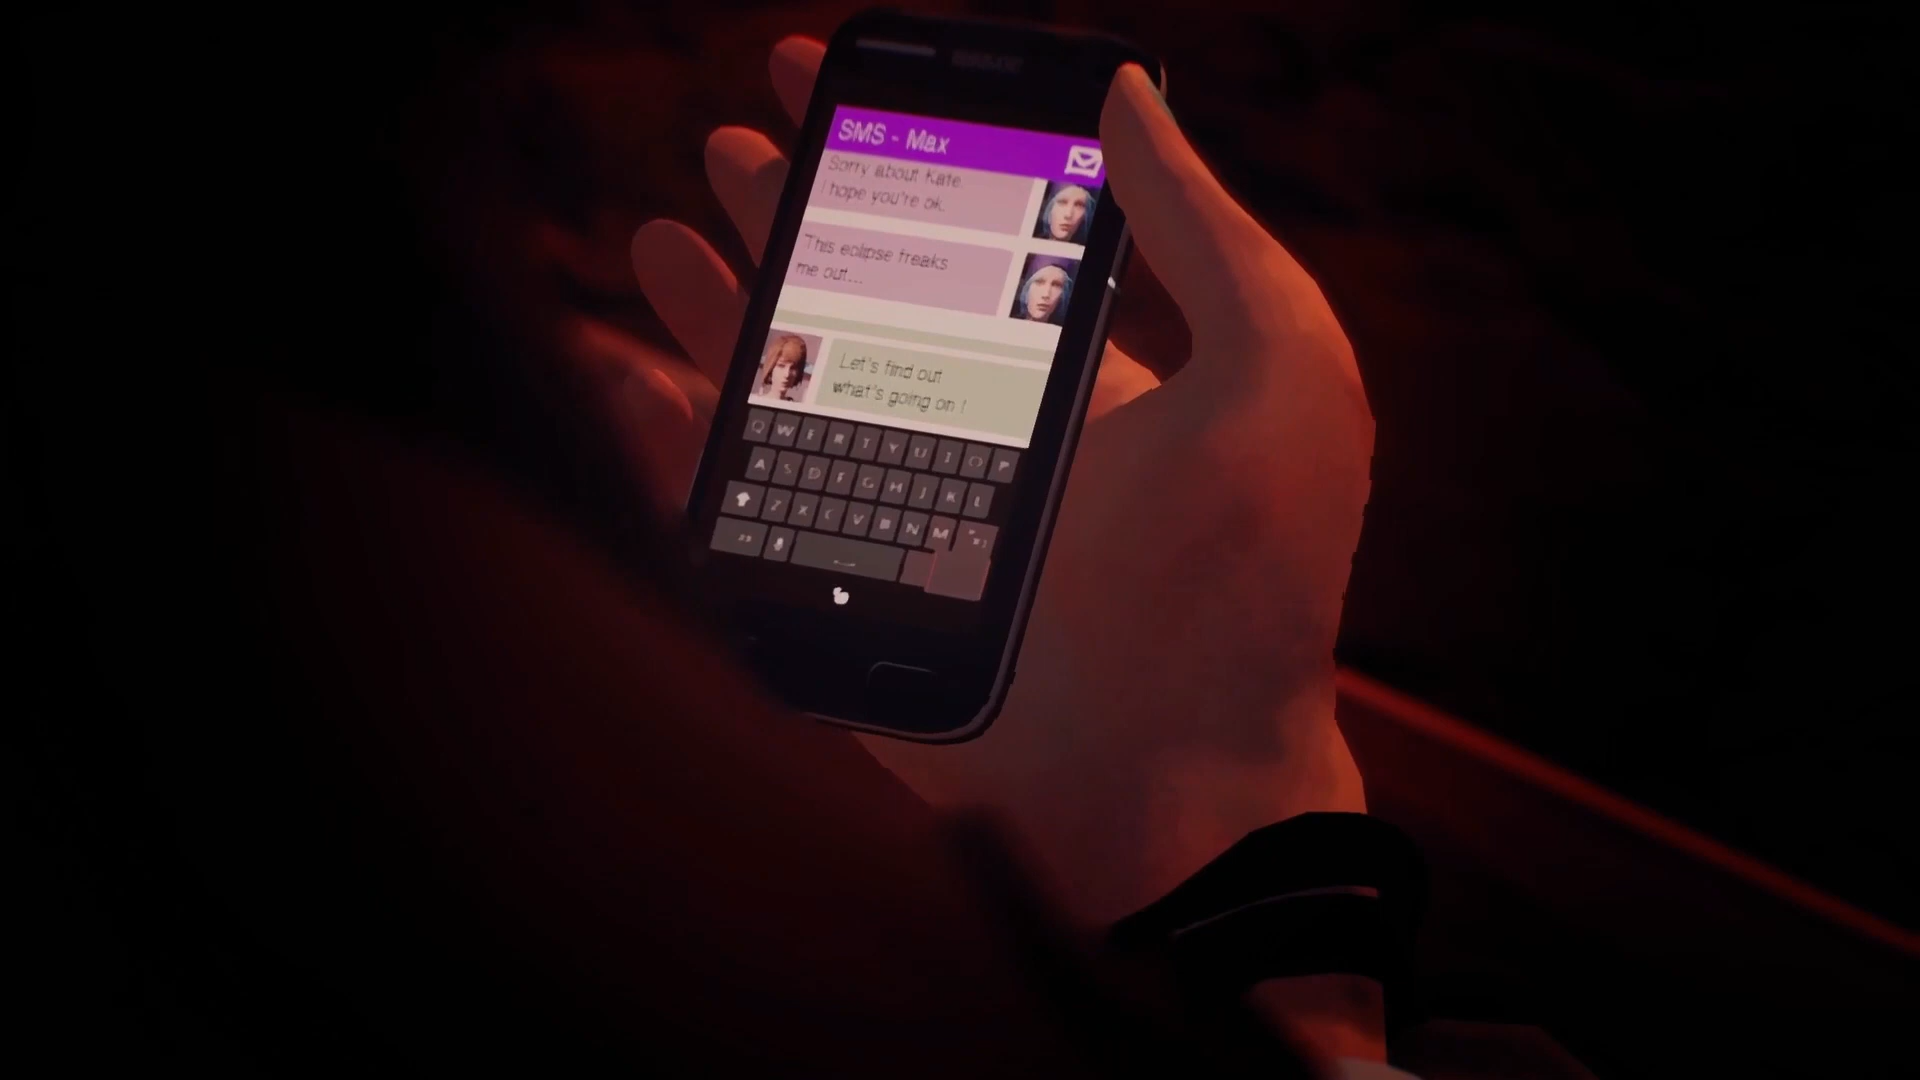 SMS - Max
Sorry about Kate.
I hope you're ok.
This eclipse freaks
me out...
Let's find out
what's going on !
Q W E R T Y U I O P
A S D F G H J K L
Z X C V B N M